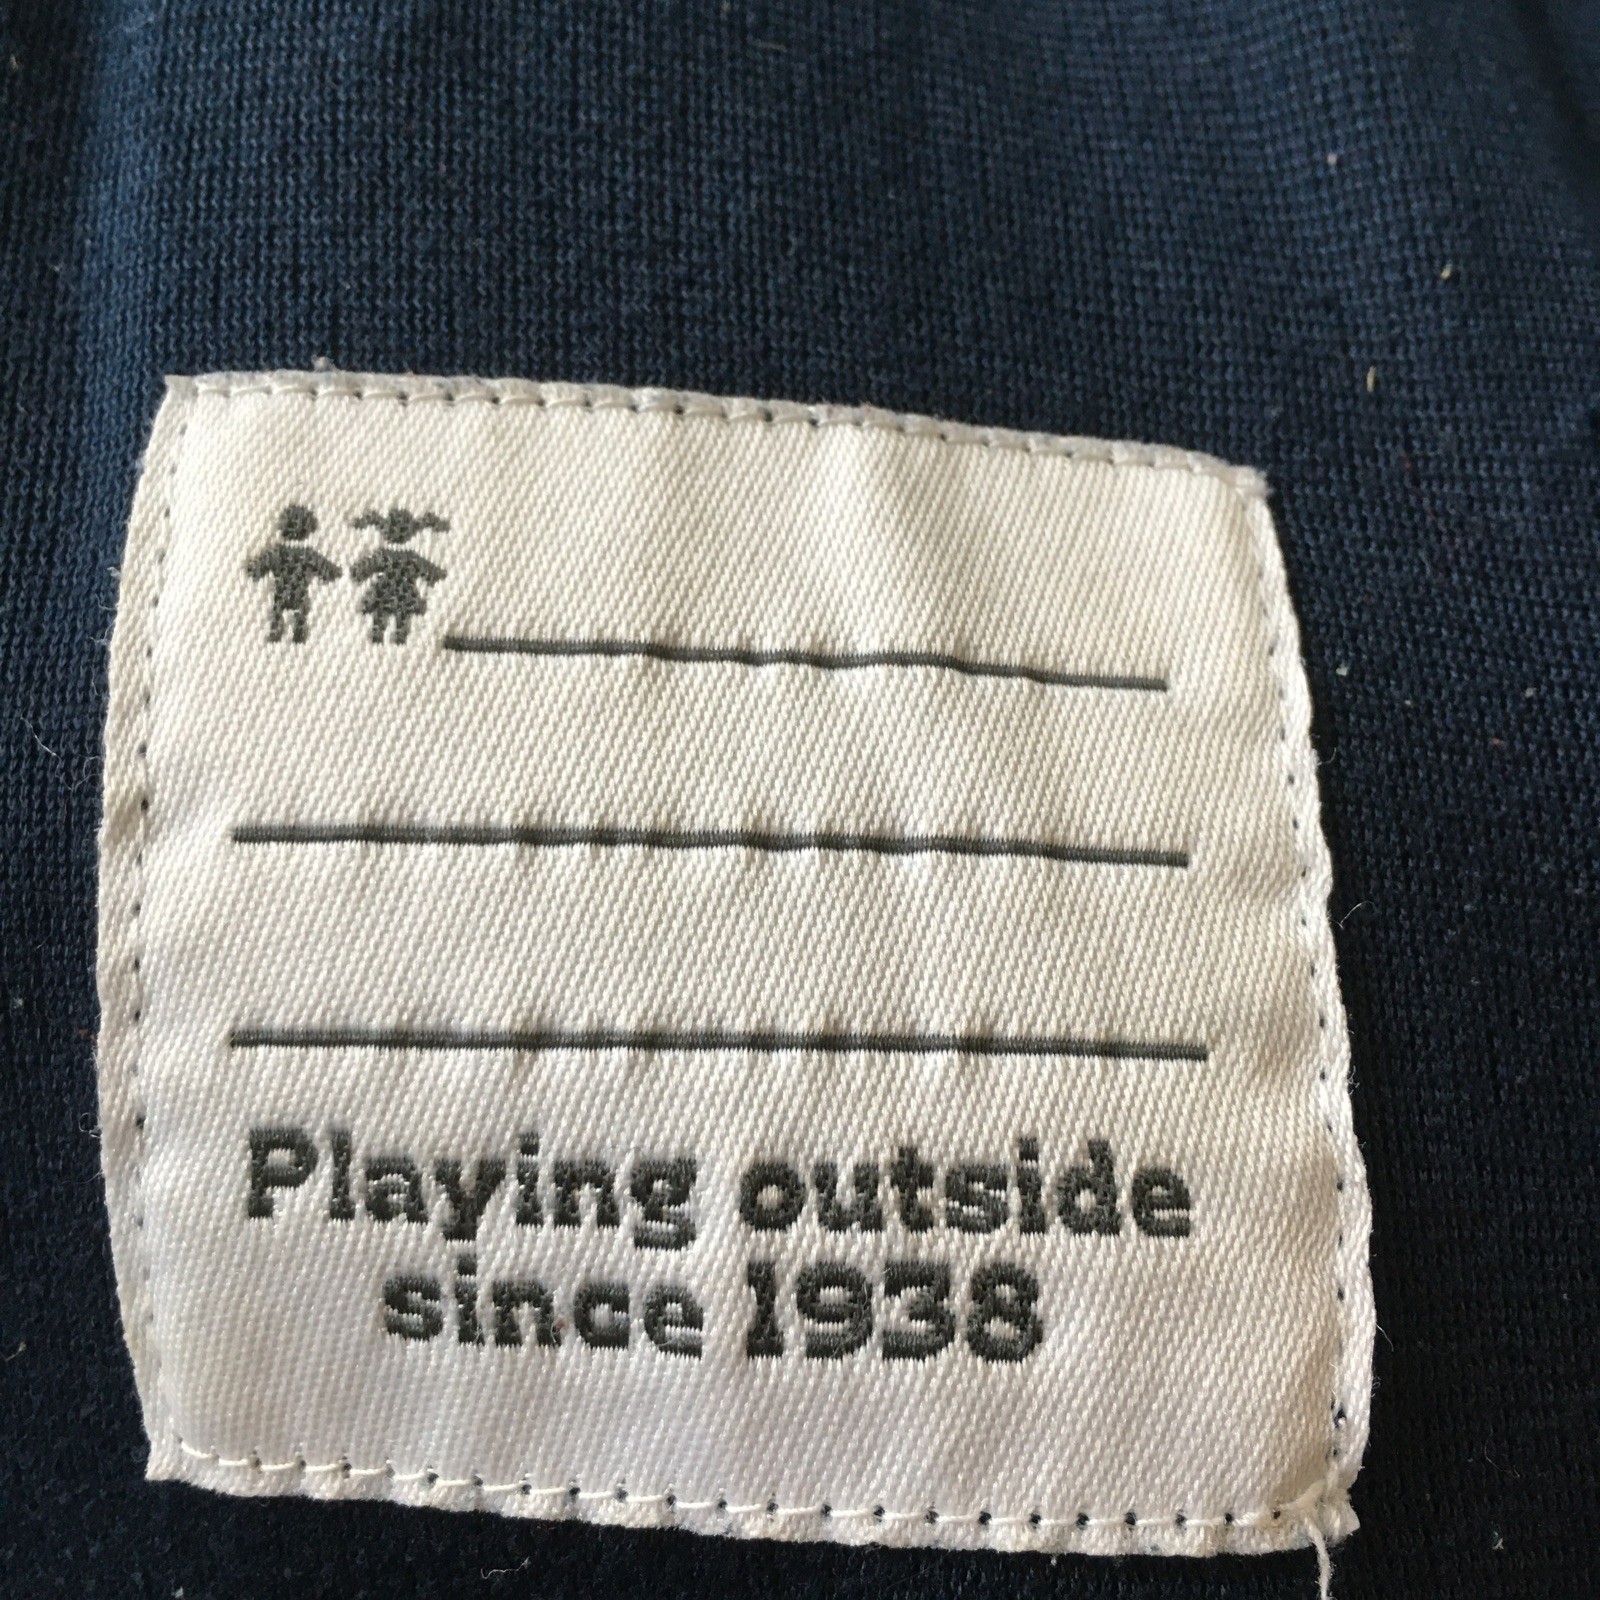 Playing outside
since 1938